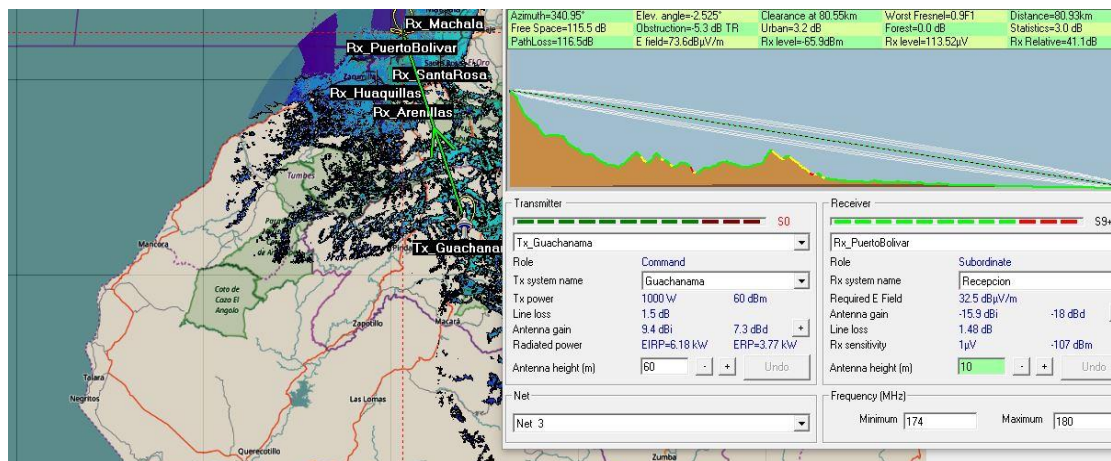 Rx_Machala
Rx_PuertoBolivar
Rx_SantaRosa
Rx_Huaquillas
Rx_Arenillas
Tumbes
Mancora
Tx_Guachanam
Coto de
Caza El
Angolo
Zapotillo
Macará
Talara
Negritos
Las Lomas
Querecotillo
Zumba
Azimuth=340.95° Elev. angle=-2.525° Clearance at 80.55km Worst Fresnel=0.9F1 Distance=80.93km
Free Space=115.5 dB Obstruction=-5.3 dB TR Urban=3.2 dB Forest=0.0 dB Statistics=3.0 dB
PathLoss=116.5dB E field=73.6dBµV/m Rx level=-65.9dBm Rx level=113.52µV Rx Relative=41.1dB
Transmitter
S0
Tx_Guachanama
Role Command
Tx system name Guachanama
Tx power 1000 W 60 dBm
Line loss 1.5 dB
Antenna gain 9.4 dBi 7.3 dBd +
Radiated power EIRP=6.18 kW ERP=3.77 kW
Antenna height (m) 60 - + Undo
Net
Net 3
Receiver
S9+
Rx_PuertoBolivar
Role Subordinate
Rx system name Recepcion
Required E Field 32.5 dBµV/m
Antenna gain -15.9 dBi -18 dBd
Line loss 1.48 dB
Rx sensitivity 1µV -107 dBm
Antenna height (m) 10 - + Undo
Frequency (MHz)
Minimum 174 Maximum 180